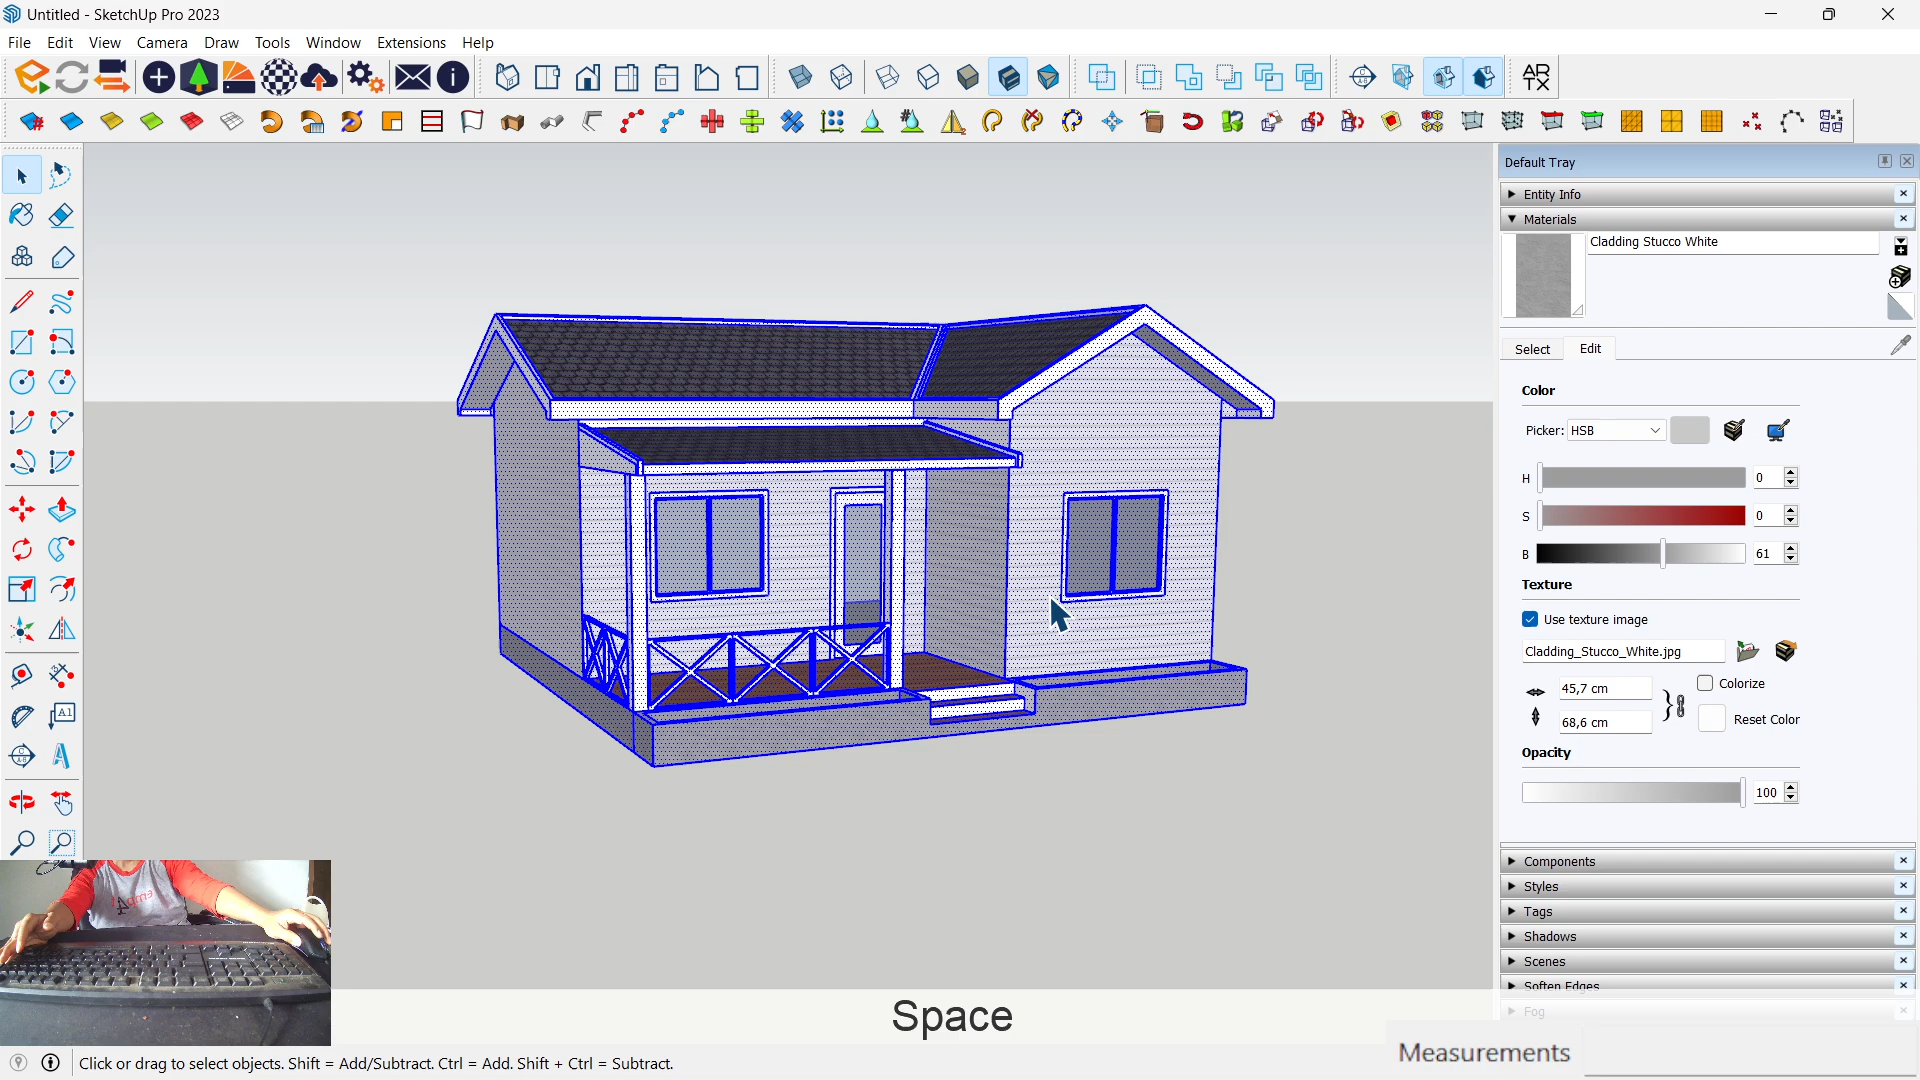 Untitled - SketchUp Pro 2023
File Edit View Camera Draw Tools Window Extensions Help
AR
TX
A1
Default Tray
Entity Info
Materials
Cladding Stucco White
Select Edit
Color
Picker: HSB
H 0
S 0
B 61
Texture
Use texture image
Cladding_Stucco_White.jpg
45,7 cm
Colorize
68,6 cm
Reset Color
Opacity
100
Components
Styles
Tags
Shadows
Scenes
Soften Edges
Fog
Space
Measurements
Click or drag to select objects. Shift = Add/Subtract. Ctrl = Add. Shift + Ctrl = Subtract.